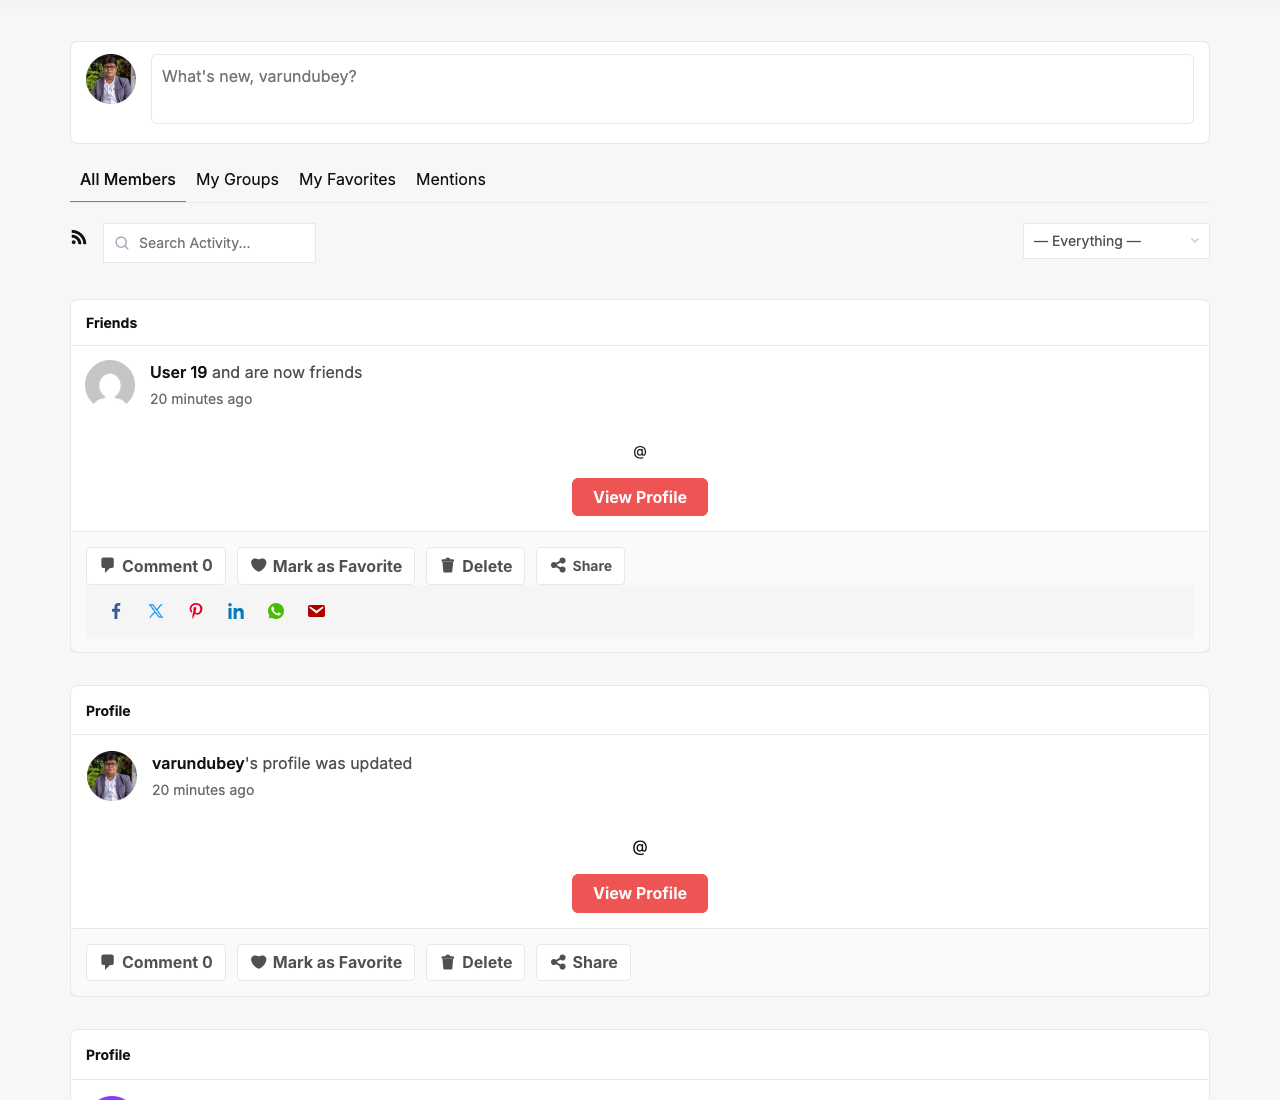 What's new, varundubey?
All Members My Groups My Favorites Mentions
Search Activity...
— Everything —
Friends
User 19 and are now friends
20 minutes ago
@
View Profile
Comment 0 Mark as Favorite Delete Share
Profile
varundubey's profile was updated
20 minutes ago
@
View Profile
Comment 0 Mark as Favorite Delete Share
Profile